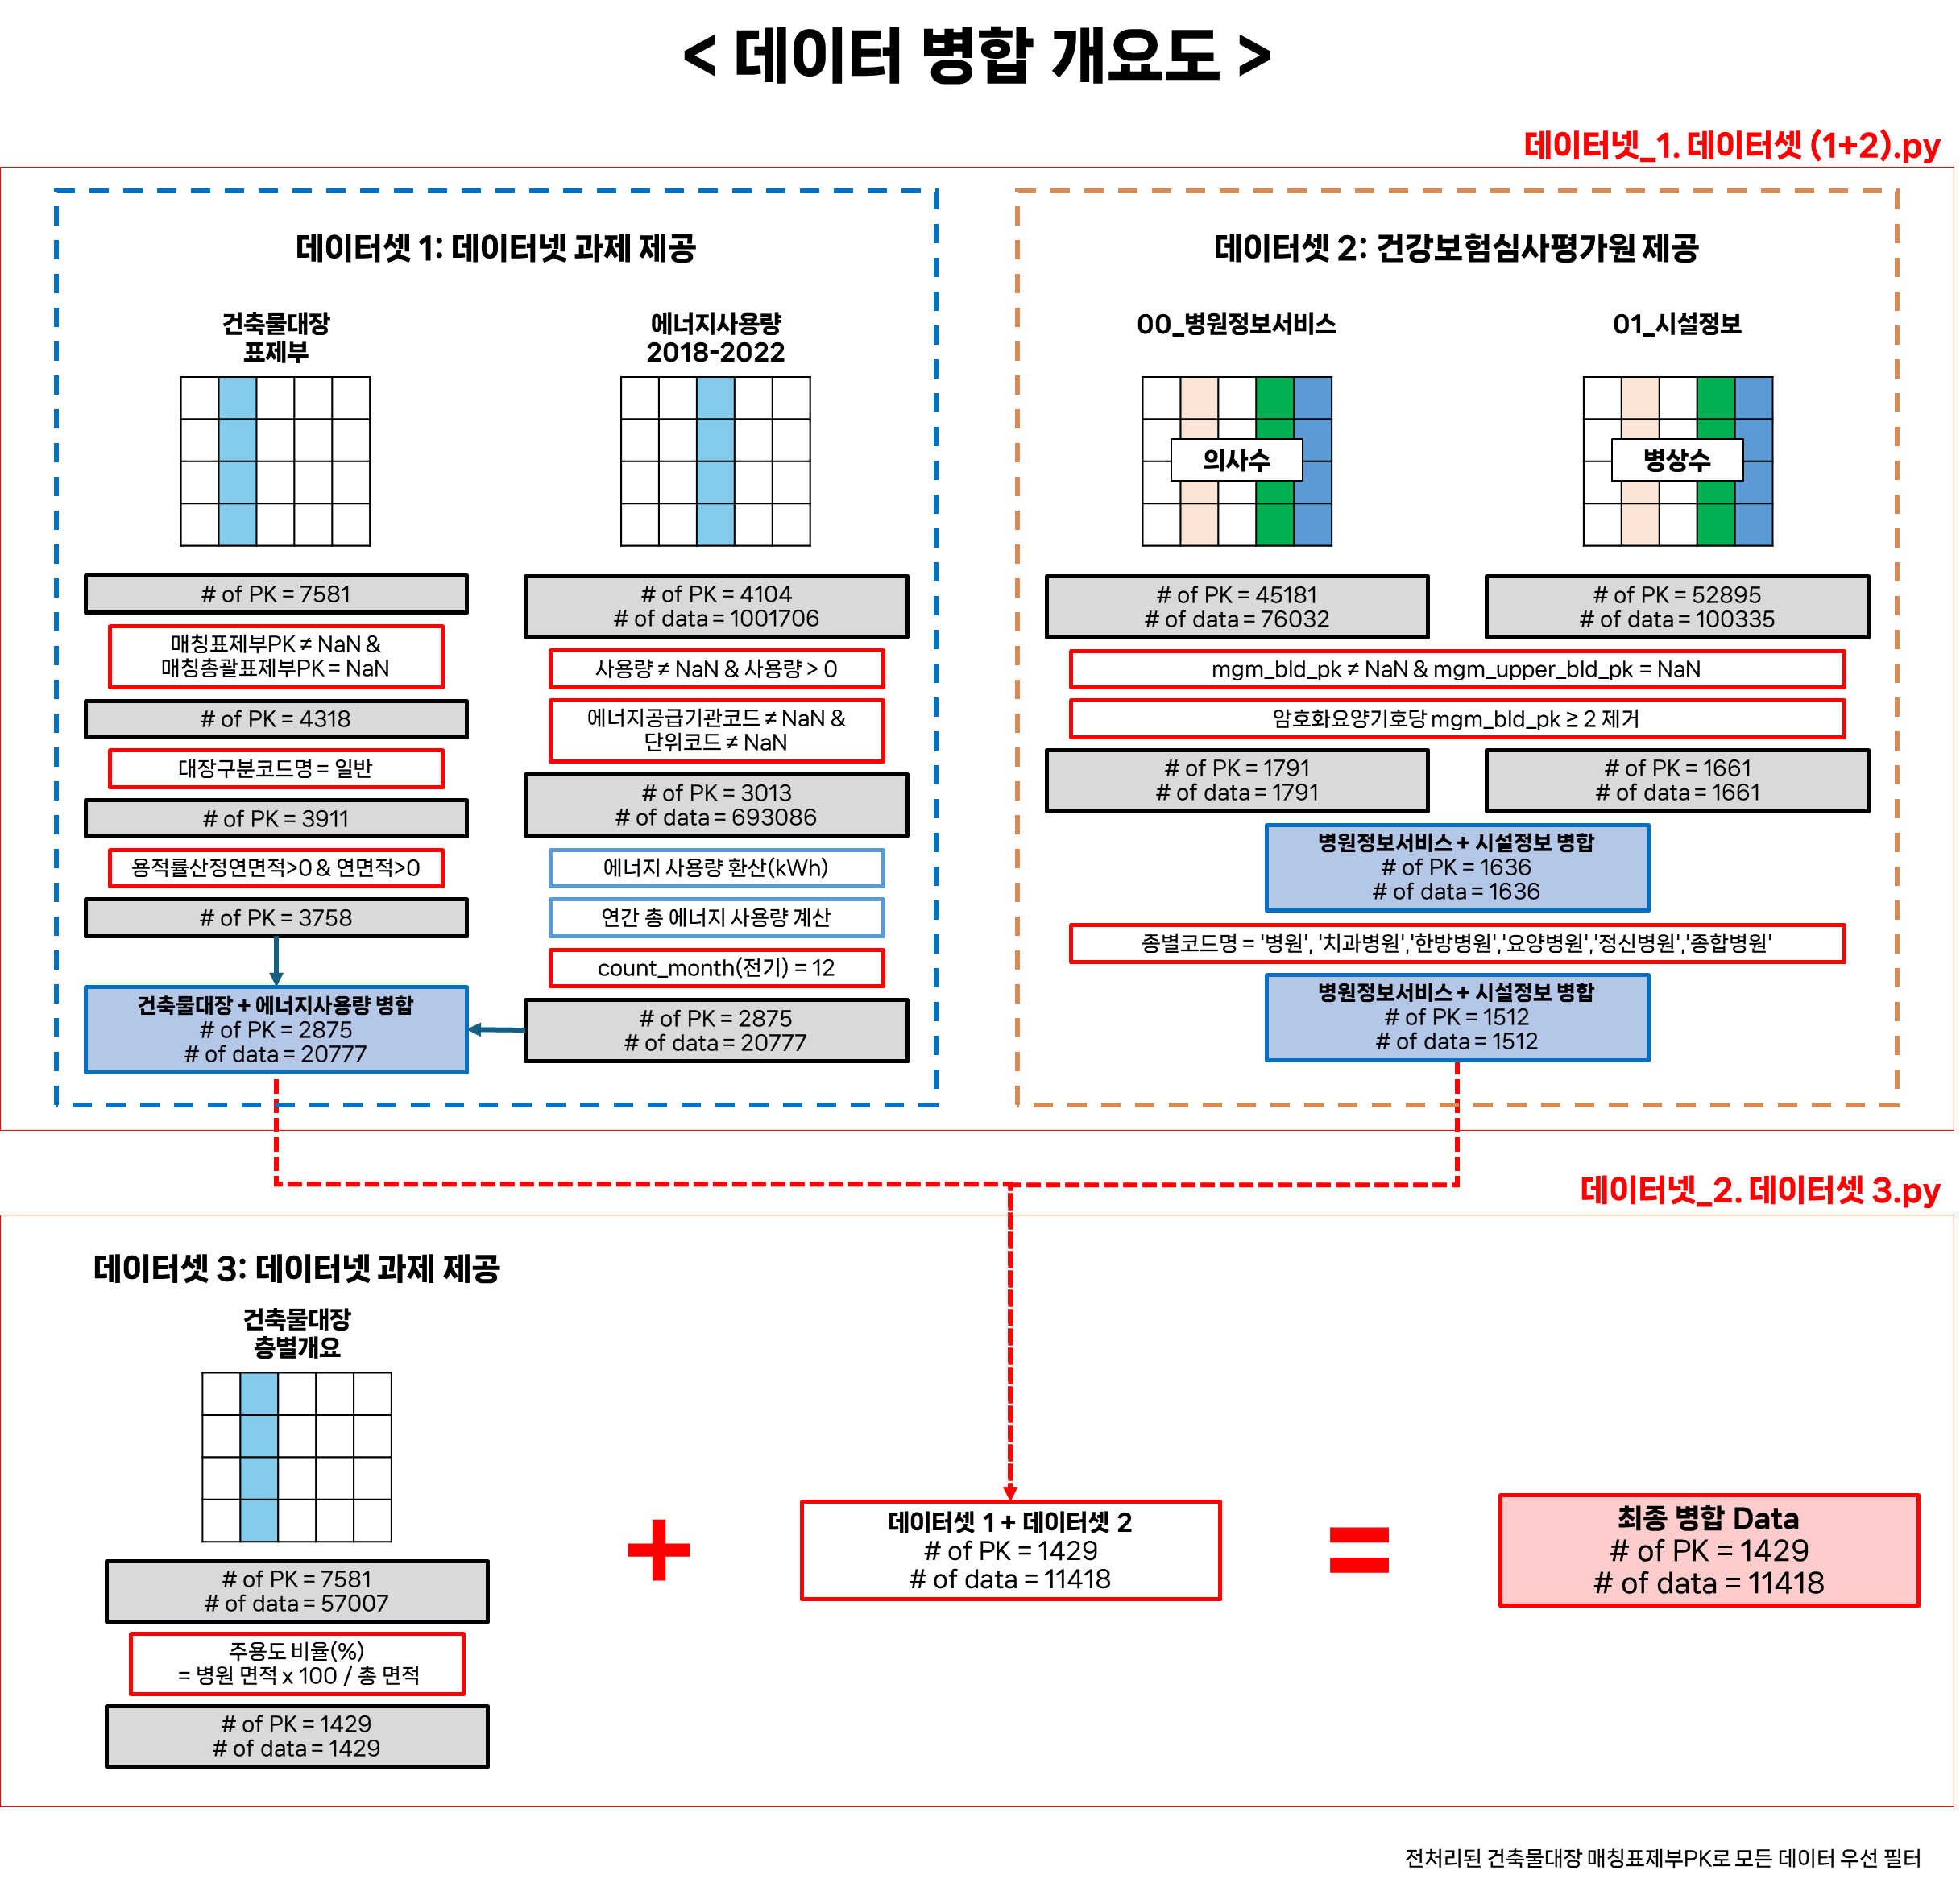 < 데이터 병합 개요도 >
데이터넷_1. 데이터셋 (1+2).py
데이터셋 1: 데이터넷 과제 제공
건축물대장
표제부
# of PK = 7581
매칭표제부PK ≠ NaN &
매칭총괄표제부PK = NaN
# of PK = 4318
대장구분코드명 = 일반
# of PK = 3911
용적률산정연면적>0 & 연면적>0
# of PK = 3758
건축물대장 + 에너지사용량 병합
# of PK = 2875
# of data = 20777
에너지사용량
2018-2022
# of PK = 4104
# of data = 1001706
사용량 ≠ NaN & 사용량 > 0
에너지공급기관코드 ≠ NaN &
단위코드 ≠ NaN
# of PK = 3013
# of data = 693086
에너지 사용량 환산(kWh)
연간 총 에너지 사용량 계산
count_month(전기) = 12
# of PK = 2875
# of data = 20777
데이터셋 2: 건강보험심사평가원 제공
00_병원정보서비스
의사수
# of PK = 45181
# of data = 76032
01_시설정보
병상수
# of PK = 52895
# of data = 100335
mgm_bld_pk ≠ NaN & mgm_upper_bld_pk = NaN
암호화요양기호당 mgm_bld_pk ≥ 2 제거
# of PK = 1791
# of data = 1791
# of PK = 1661
# of data = 1661
병원정보서비스 + 시설정보 병합
# of PK = 1636
# of data = 1636
종별코드명 = '병원', '치과병원','한방병원','요양병원','정신병원','종합병원'
병원정보서비스 + 시설정보 병합
# of PK = 1512
# of data = 1512
데이터넷_2. 데이터셋 3.py
데이터셋 3: 데이터넷 과제 제공
건축물대장
층별개요
# of PK = 7581
# of data = 57007
주용도 비율(%)
= 병원 면적 x 100 / 총 면적
# of PK = 1429
# of data = 1429
+
데이터셋 1 + 데이터셋 2
# of PK = 1429
# of data = 11418
=
최종 병합 Data
# of PK = 1429
# of data = 11418
전처리된 건축물대장 매칭표제부PK로 모든 데이터 우선 필터